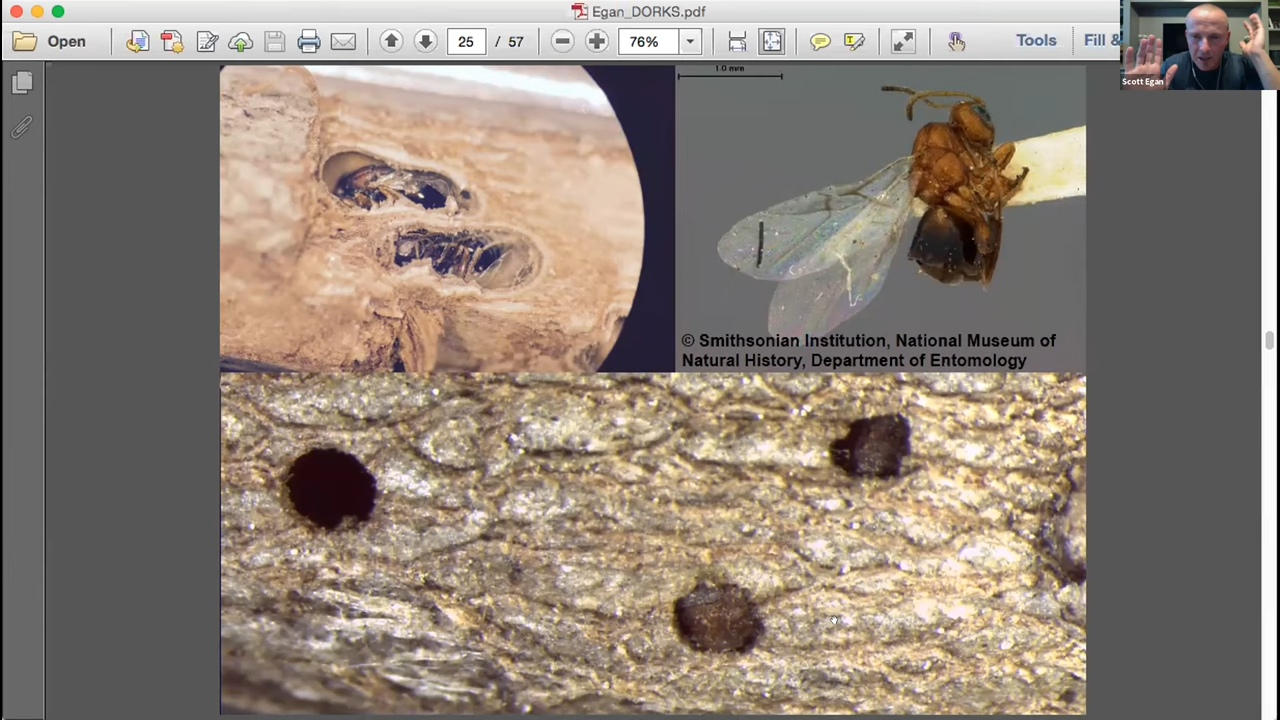 Egan_DORKS.pdf
Open
25 / 57
76%
Tools
Fill &
Scott Egan
1.0 mm
© Smithsonian Institution, National Museum of
Natural History, Department of Entomology